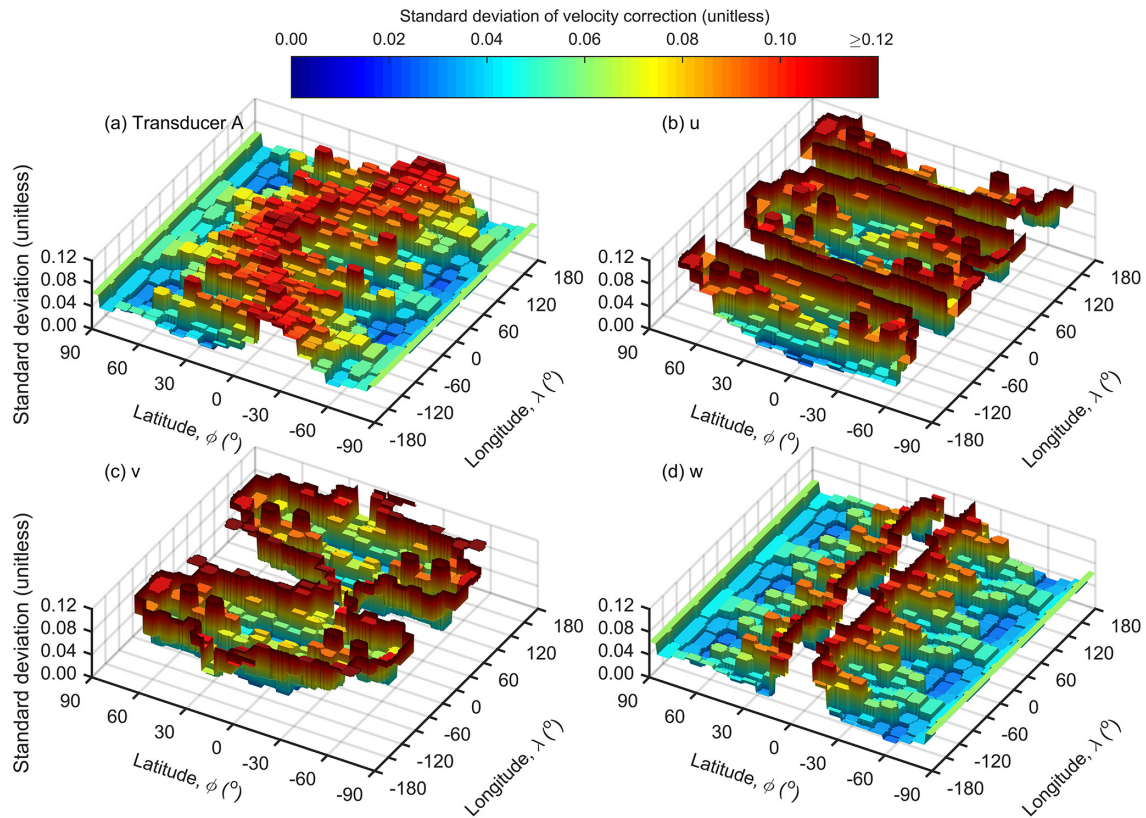 Standard deviation of velocity correction (unitless)
0.00 0.02 0.04 0.06 0.08 0.10 ≥0.12
(a) Transducer A
Standard deviation (unitless)
0.12
0.08
0.04
0.00
90 60 30 0 -30 -60 -90
Latitude, ϕ (º)
-180 -120 -60 0 60 120 180
Longitude, λ (º)
(b) u
0.12
0.08
0.04
0.00
90 60 30 0 -30 -60 -90
Latitude, ϕ (º)
-180 -120 -60 0 60 120 180
Longitude, λ (º)
(c) v
Standard deviation (unitless)
0.12
0.08
0.04
0.00
90 60 30 0 -30 -60 -90
Latitude, ϕ (º)
-180 -120 -60 0 60 120 180
Longitude, λ (º)
(d) w
0.12
0.08
0.04
0.00
90 60 30 0 -30 -60 -90
Latitude, ϕ (º)
-180 -120 -60 0 60 120 180
Longitude, λ (º)